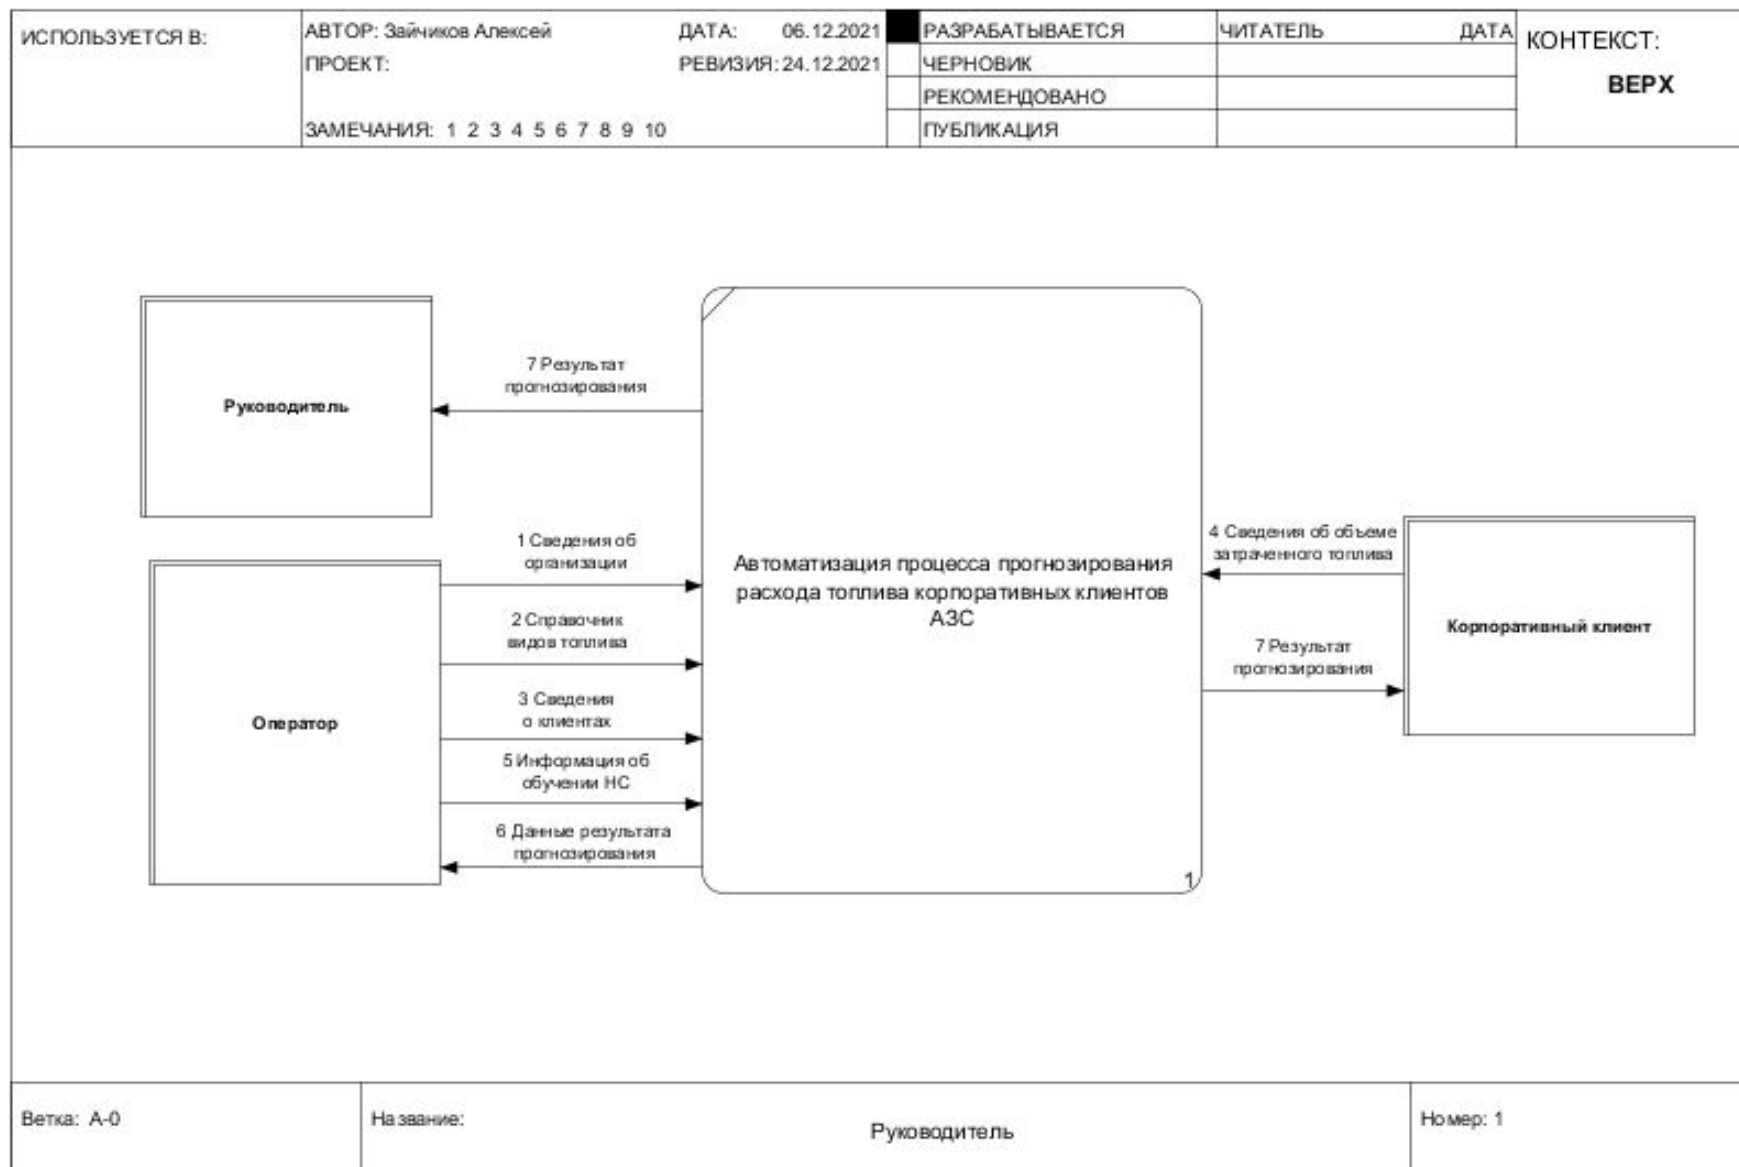 ИСПОЛЬЗУЕТСЯ В:
АВТОР: Зайчиков Алексей
ДАТА: 06.12.2021
ПРОЕКТ:
РЕВИЗИЯ: 24.12.2021
ЗАМЕЧАНИЯ: 1 2 3 4 5 6 7 8 9 10
РАЗРАБАТЫВАЕТСЯ
ЧЕРНОВИК
РЕКОМЕНДОВАНО
ПУБЛИКАЦИЯ
ЧИТАТЕЛЬ
ДАТА
КОНТЕКСТ:
ВЕРХ
Руководитель
7 Результат
прогнозирования
Оператор
1 Сведения об
организации
2 Справочник
видов топлива
3 Сведения
о клиентах
5 Информация об
обучении НС
6 Данные результата
прогнозирования
Автоматизация процесса прогнозирования
расхода топлива корпоративных клиентов
АЗС
1
4 Сведения об объеме
затраченного топлива
7 Результат
прогнозирования
Корпоративный клиент
Ветка: A-0
Название:
Руководитель
Номер: 1